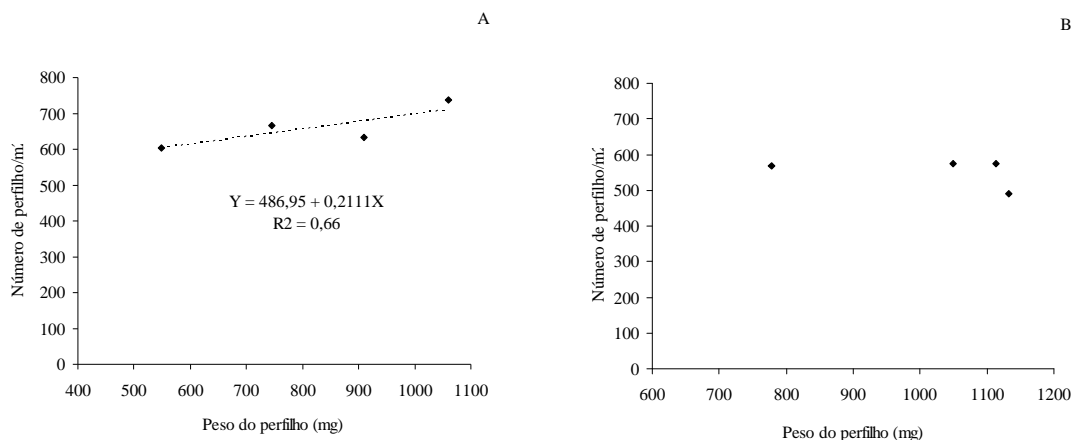 A
800
700
600
500
400
300
200
100
0
400 500 600 700 800 900 1000 1100
Número de perfilho/m2
Peso do perfilho (mg)
Y = 486,95 + 0,2111X
R2 = 0,66
B
800
700
600
500
400
300
200
100
0
600 700 800 900 1000 1100 1200
Número de perfilho/m2
Peso do perfilho (mg)